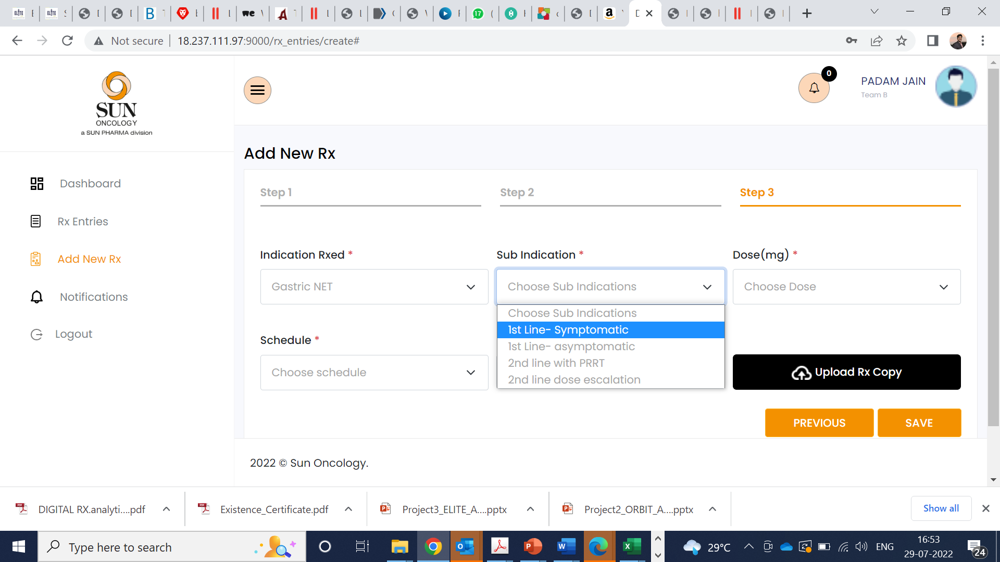 Not secure
18.237.111.97:9000/rx_entries/create#
SUN
ONCOLOGY
a SUN PHARMA division
0
PADAM JAIN
Team B
Dashboard
Rx Entries
Add New Rx
Notifications
Logout
Add New Rx
Step 1
Step 2
Step 3
Indication Rxed *
Sub Indication *
Dose(mg) *
Gastric NET
Choose Sub Indications
Choose Dose
Choose Sub Indications
1st Line- Symptomatic
1st Line- asymptomatic
2nd line with PRRT
2nd line dose escalation
Schedule *
Choose schedule
Upload Rx Copy
PREVIOUS
SAVE
2022 © Sun Oncology.
DIGITAL RX.analyti....pdf
Existence_Certificate.pdf
Project3_ELITE_A....pptx
Project2_ORBIT_A....pptx
Show all
Type here to search
29°C
ENG
16:53
29-07-2022
24